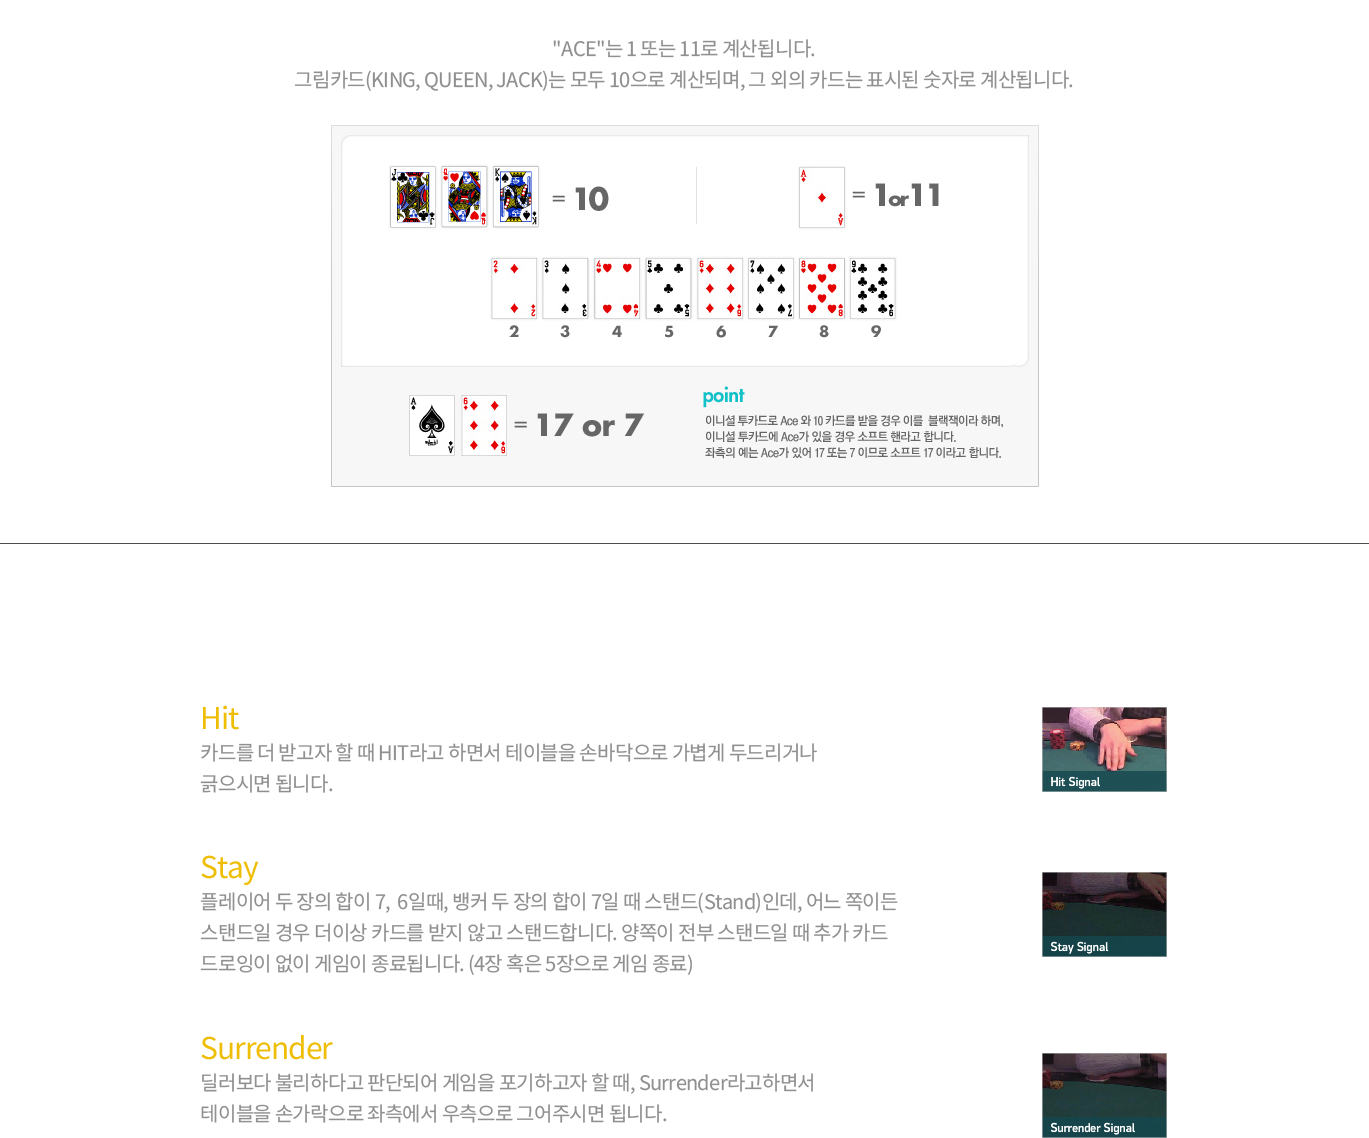 "ACE"는 1 또는 11로 계산됩니다.
그림카드(KING, QUEEN, JACK)는 모두 10으로 계산되며, 그 외의 카드는 표시된 숫자로 계산됩니다.
J Q K = 10
A = 1or11
2 3 4 5 6 7 8 9
2 3 4 5 6 7 8 9
A 6 = 17 or 7
point
이니셜 투카드로 Ace 와 10 카드를 받을 경우 이를 블랙잭이라 하며,
이니셜 투카드에 Ace가 있을 경우 소프트 핸라고 합니다.
좌측의 예는 Ace가 있어 17 또는 7 이므로 소프트 17 이라고 합니다.
Hit
카드를 더 받고자 할 때 HIT라고 하면서 테이블을 손바닥으로 가볍게 두드리거나
긁으시면 됩니다.
Hit Signal
Stay
플레이어 두 장의 합이 7, 6일때, 뱅커 두 장의 합이 7일 때 스탠드(Stand)인데, 어느 쪽이든
스탠드일 경우 더이상 카드를 받지 않고 스탠드합니다. 양쪽이 전부 스탠드일 때 추가 카드
드로잉이 없이 게임이 종료됩니다. (4장 혹은 5장으로 게임 종료)
Stay Signal
Surrender
딜러보다 불리하다고 판단되어 게임을 포기하고자 할 때, Surrender라고하면서
테이블을 손가락으로 좌측에서 우측으로 그어주시면 됩니다.
Surrender Signal